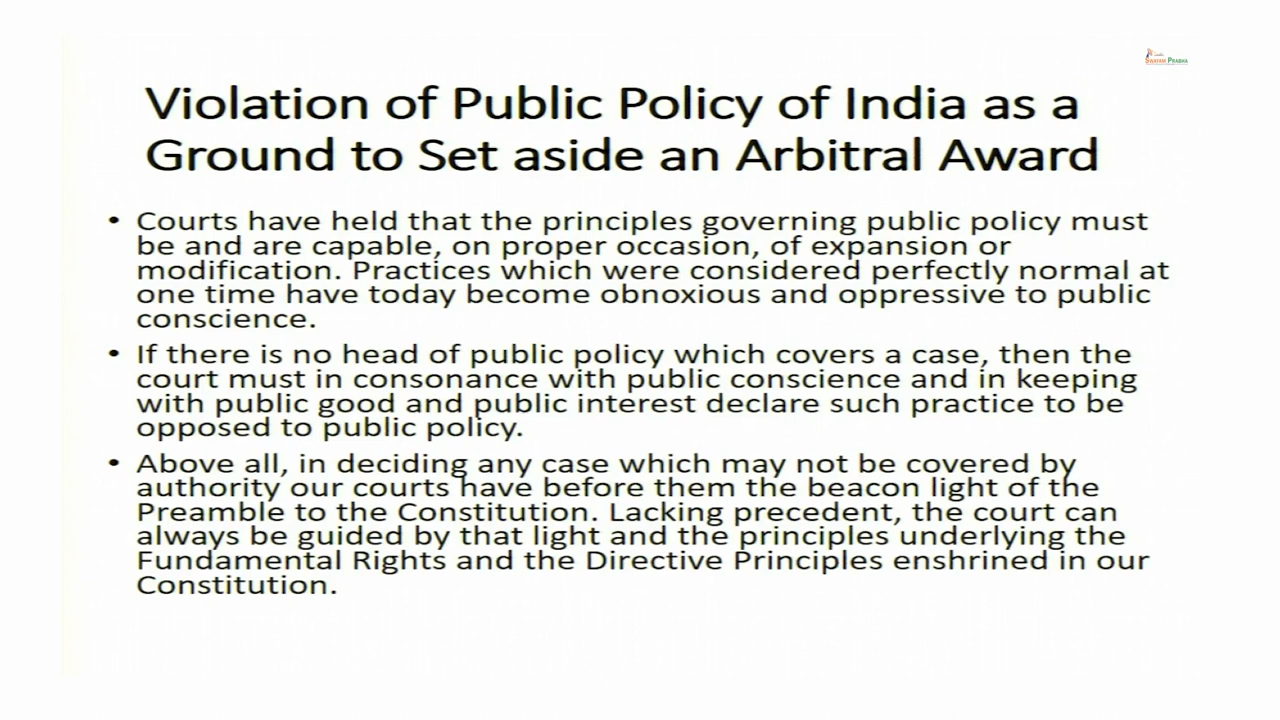 SWAYAM PRABHA
Violation of Public Policy of India as a
Ground to Set aside an Arbitral Award
• Courts have held that the principles governing public policy must
be and are capable, on proper occasion, of expansion or
modification. Practices which were considered perfectly normal at
one time have today become obnoxious and oppressive to public
conscience.
• If there is no head of public policy which covers a case, then the
court must in consonance with public conscience and in keeping
with public good and public interest declare such practice to be
opposed to public policy.
• Above all, in deciding any case which may not be covered by
authority our courts have before them the beacon light of the
Preamble to the Constitution. Lacking precedent, the court can
always be guided by that light and the principles underlying the
Fundamental Rights and the Directive Principles enshrined in our
Constitution.